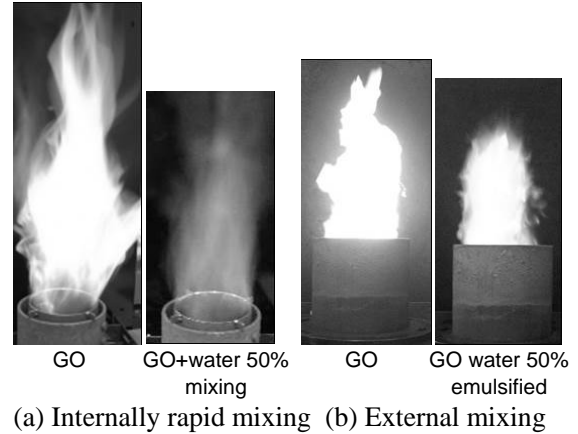 GO
GO+water 50%
mixing
GO
GO water 50%
emulsified
(a) Internally rapid mixing
(b) External mixing